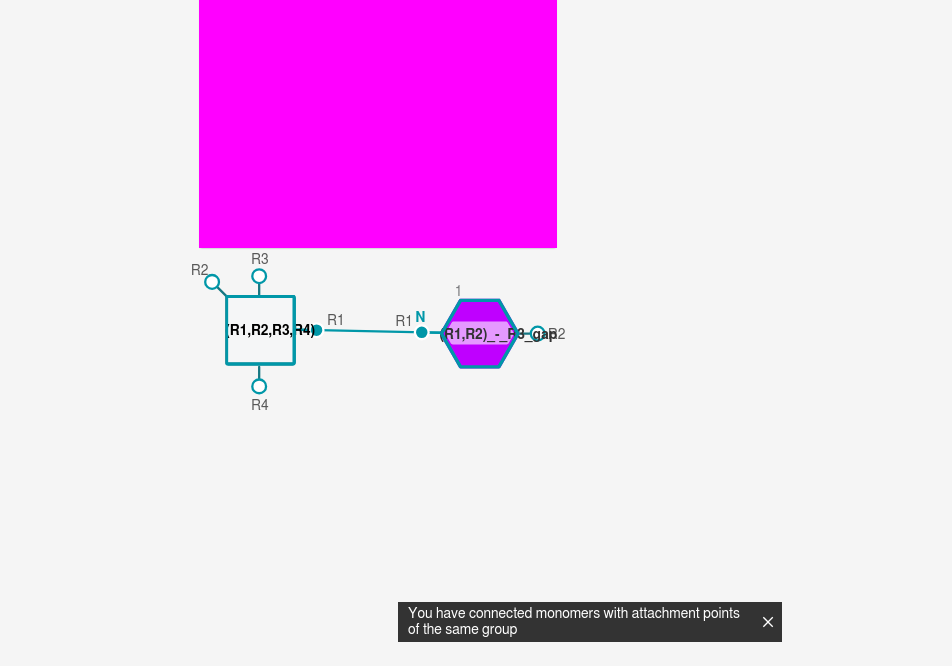 R3
R2
1
N
R1
R1
(R1,R2,R3,R4)
(R1,R2)_-_R3_gap
R2
R4
You have connected monomers with attachment points
of the same group